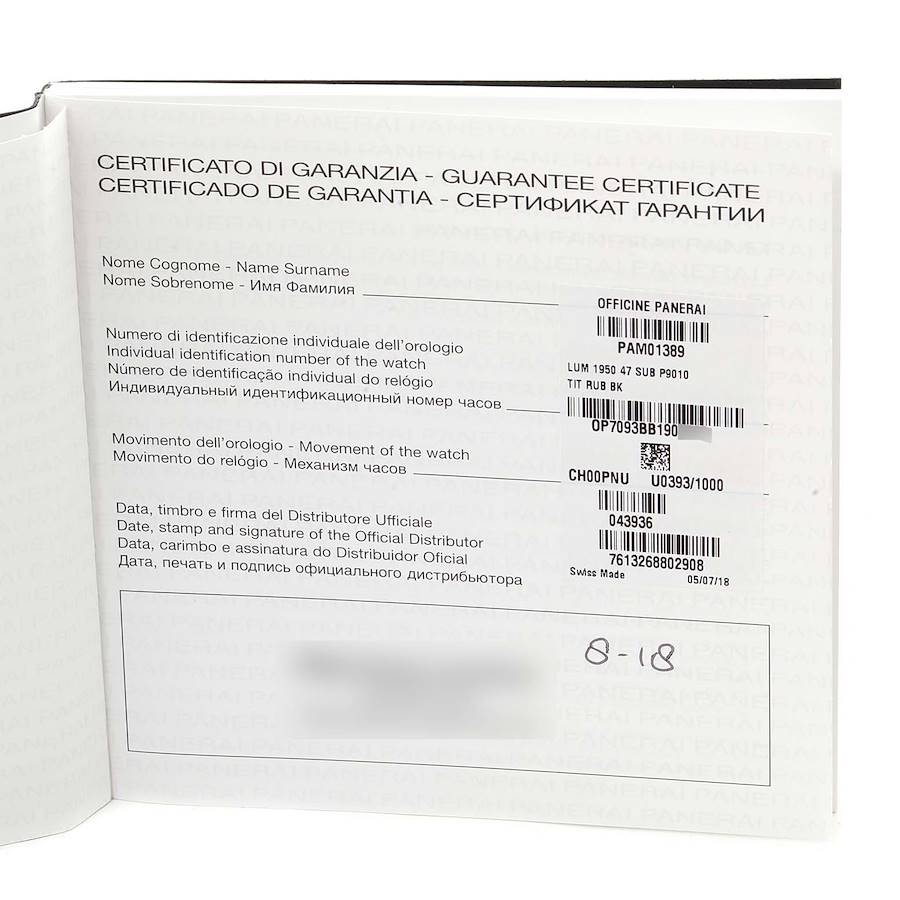 CERTIFICATO DI GARANZIA - GUARANTEE CERTIFICATE
CERTIFICADO DE GARANTIA - СЕРТИФИКАТ ГАРАНТИИ
Nome Cognome - Name Surname
Nome Sobrenome - Имя Фамилия
OFFICINE PANERAI
PAM01389
LUM 1950 47 SUB P9010
TIT RUB BK
Numero di identificazione individuale dell'orologio
Individual identification number of the watch
Número de identificação individual do relógio
Индивидуальный идентификационный номер часов
OP7093BB190
Movimento dell'orologio - Movement of the watch
Movimento do relógio - Механизм часов
CH00PNU U0393/1000
043936
7613268802908
Swiss Made 05/07/18
Data, timbro e firma del Distributore Ufficiale
Date, stamp and signature of the Official Distributor
Data, carimbo e assinatura do Distribuidor Oficial
Дата, печать и подпись официального дистрибьютора
8-18